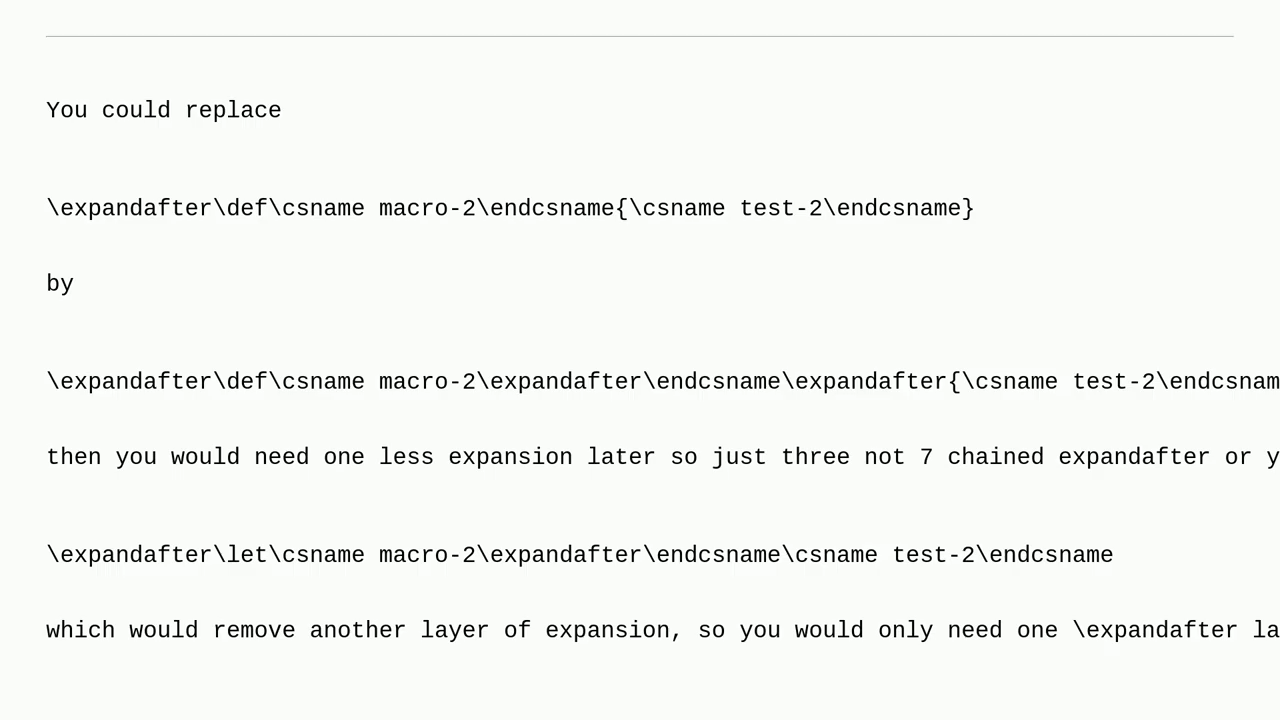 You could replace
\expandafter\def\csname macro-2\endcsname{\csname test-2\endcsname}
by
\expandafter\def\csname macro-2\expandafter\endcsname\expandafter{\csname test-2\endcsnam
then you would need one less expansion later so just three not 7 chained expandafter or y
\expandafter\let\csname macro-2\expandafter\endcsname\csname test-2\endcsname
which would remove another layer of expansion, so you would only need one \expandafter la